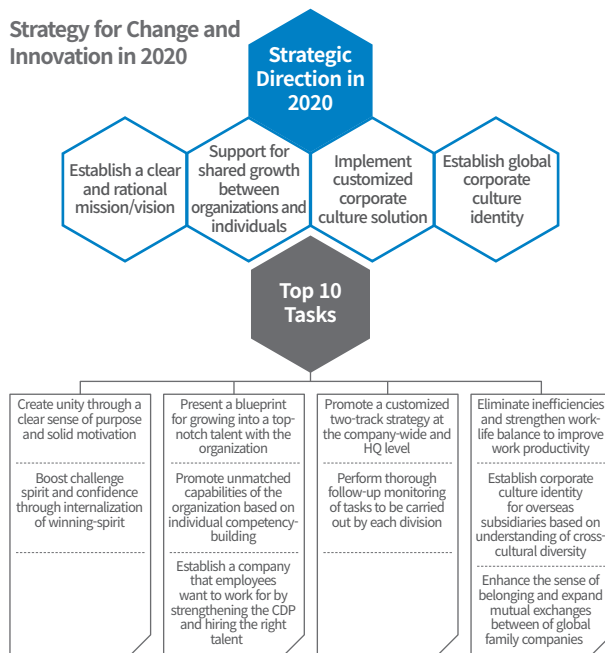 Strategy for Change and
Innovation in 2020
Strategic
Direction in
2020
Establish a clear
and rational
mission/vision
Support for
shared growth
between
organizations and
individuals
Implement
customized
corporate
culture solution
Establish global
corporate
culture
identity
Top 10
Tasks
Create unity through a
clear sense of purpose
and solid motivation
Boost challenge
spirit and confidence
through internalization
of winning-spirit
Present a blueprint
for growing into a top-
notch talent with the
organization
Promote unmatched
capabilities of the
organization based on
individual competency-
building
Establish a company
that employees
want to work for by
strengthening the CDP
and hiring the right
talent
Promote a customized
two-track strategy at
the company-wide and
HQ level
Perform thorough
follow-up monitoring
of tasks to be carried
out by each division
Eliminate inefficiencies
and strengthen work-
life balance to improve
work productivity
Establish corporate
culture identity
for overseas
subsidiaries based on
understanding of cross-
cultural diversity
Enhance the sense of
belonging and expand
mutual exchanges
between of global
family companies